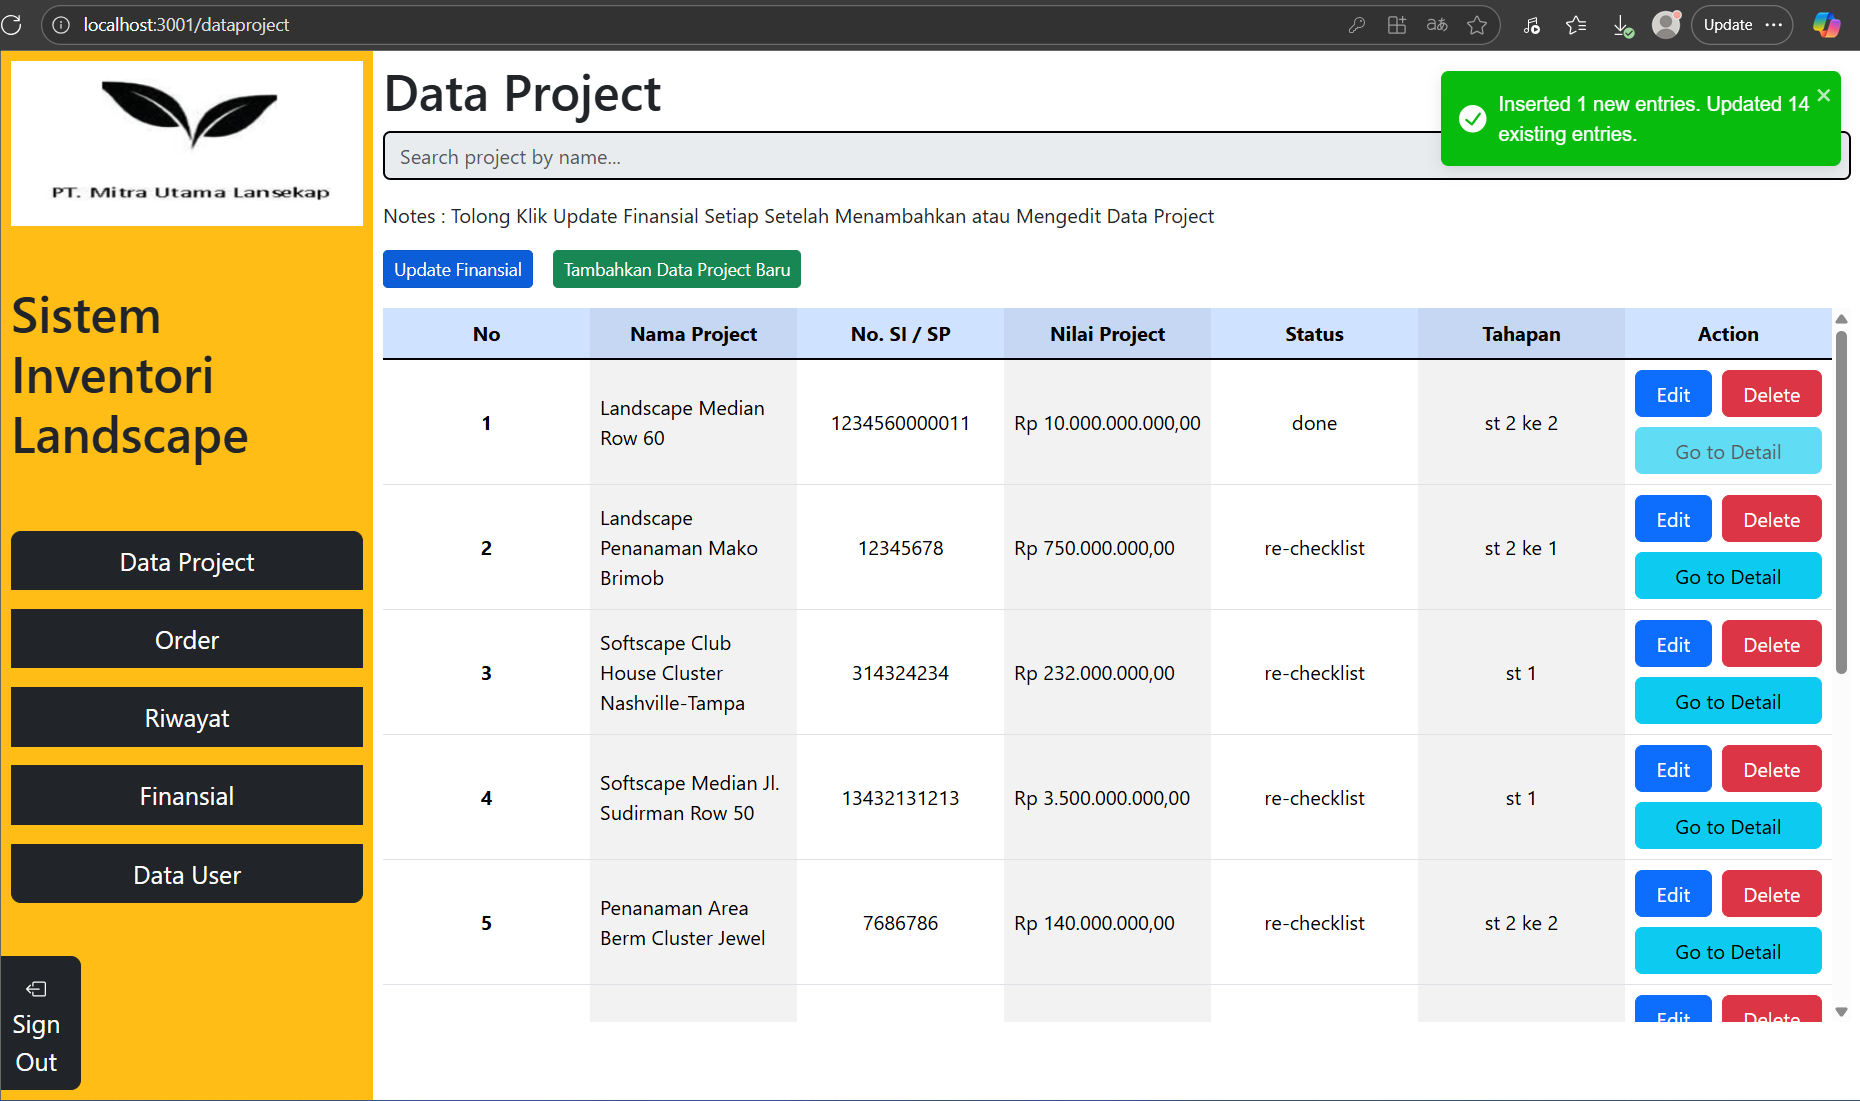 localhost:3001/dataproject
Update
PT. Mitra Utama Lansekap
Sistem
Inventori
Landscape
Data Project
Order
Riwayat
Finansial
Data User
Sign
Out
Data Project
Inserted 1 new entries. Updated 14
existing entries.
Search project by name...
Notes : Tolong Klik Update Finansial Setiap Setelah Menambahkan atau Mengedit Data Project
Update Finansial
Tambahkan Data Project Baru
No Nama Project No. SI / SP Nilai Project Status Tahapan Action
1
Landscape Median
Row 60
1234560000011
Rp 10.000.000.000,00
done
st 2 ke 2
Edit
Delete
Go to Detail
2
Landscape
Penanaman Mako
Brimob
12345678
Rp 750.000.000,00
re-checklist
st 2 ke 1
Edit
Delete
Go to Detail
3
Softscape Club
House Cluster
Nashville-Tampa
314324234
Rp 232.000.000,00
re-checklist
st 1
Edit
Delete
Go to Detail
4
Softscape Median Jl.
Sudirman Row 50
13432131213
Rp 3.500.000.000,00
re-checklist
st 1
Edit
Delete
Go to Detail
5
Penanaman Area
Berm Cluster Jewel
7686786
Rp 140.000.000,00
re-checklist
st 2 ke 2
Edit
Delete
Go to Detail
Edit
Delete